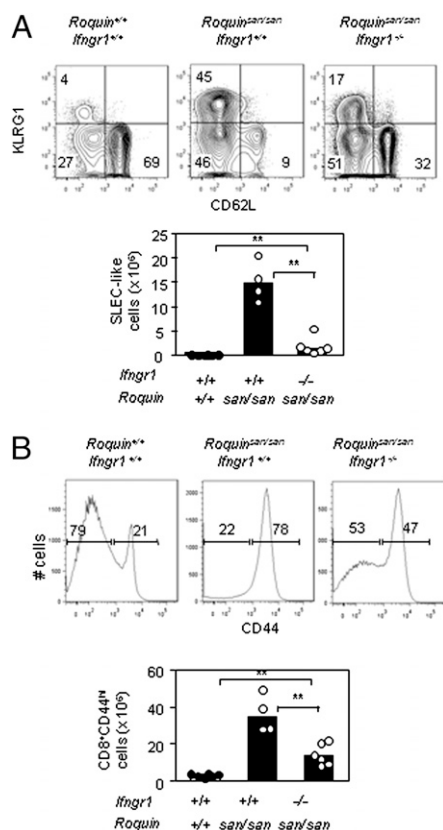 A
Roquin+/+ Roquinsan/san Roquinsan/san
Ifngr1+/+ Ifngr1+/+ Ifngr1-/-
4 45 17
27 69 46 9 51 32
KLRG1
CD62L
**
**
25
20
15
10
5
0
SLEC-like
cells (x10⁶)
Ifngr1 +/+ +/+ -/-
Roquin +/+ san/san san/san
B
Roquin+/+ Roquinsan/san Roquinsan/san
Ifngr1+/+ Ifngr1+/+ Ifngr1-/-
79 21 22 78 53 47
# cells
CD44
**
**
60
40
20
0
CD8+CD44hi
cells (x10⁶)
Ifngr1 +/+ +/+ -/-
Roquin +/+ san/san san/san